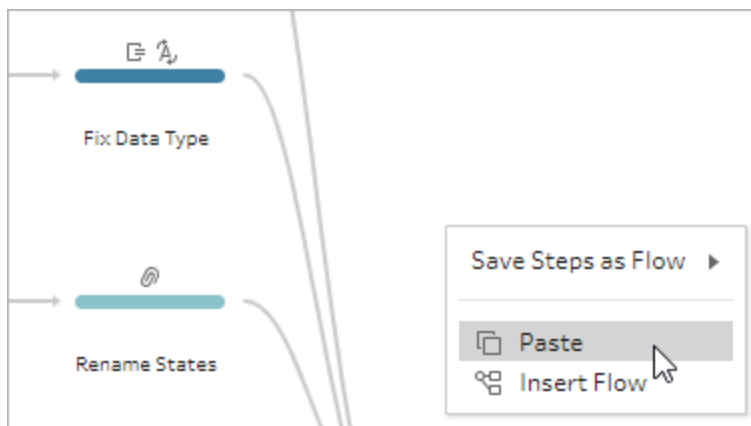 Fix Data Type
Rename States
Save Steps as Flow
Paste
Insert Flow